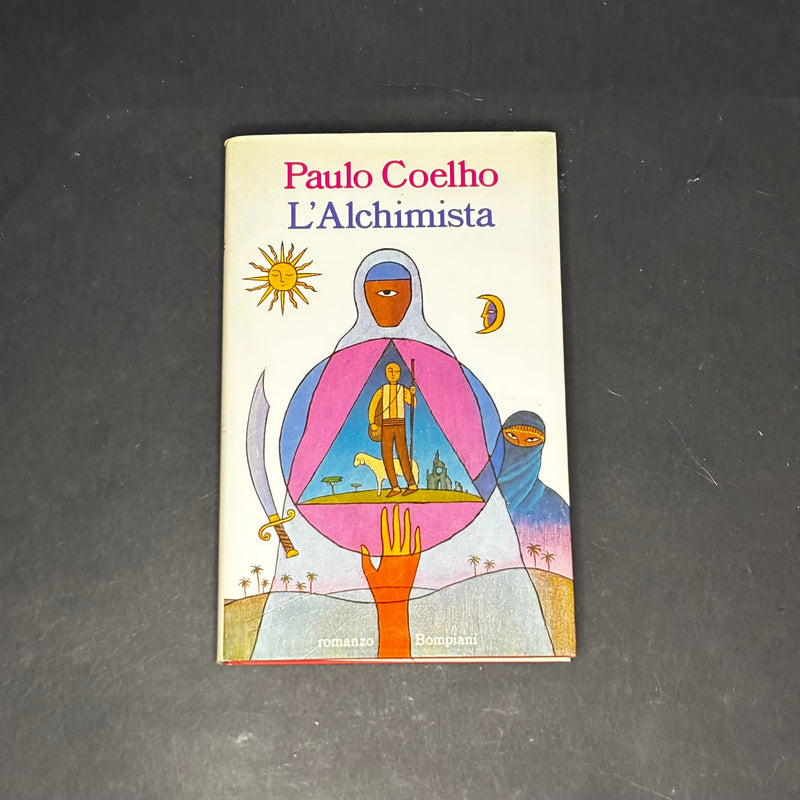 Paulo Coelho
L'Alchimista
romanzo Bompiani